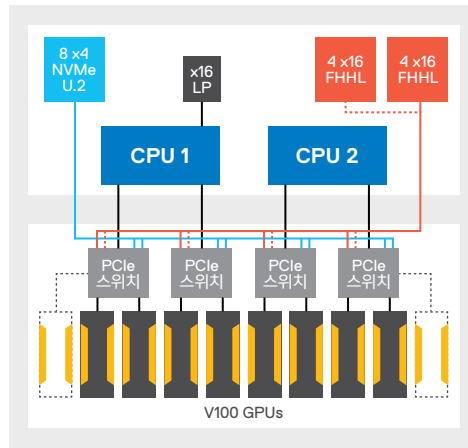 8 x4
NVMe
U.2
x16
LP
4 x16
FHHL
4 x16
FHHL
CPU 1
CPU 2
PCIe
스위치
PCIe
스위치
PCIe
스위치
PCIe
스위치
V100 GPUs